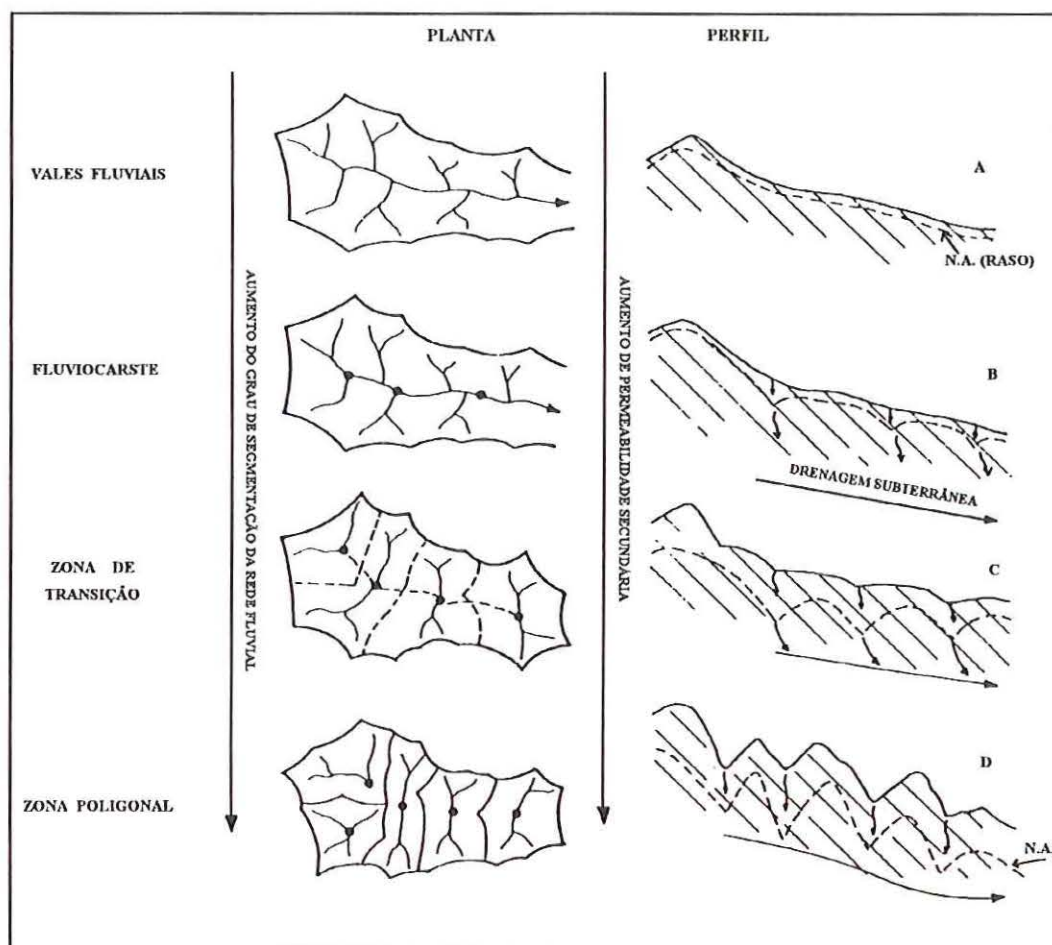 PLANTA
PERFIL
VALES FLUVIAIS
A
N.A. (RASO)
FLUVIOCARSTE
B
DRENAGEM SUBTERRÂNEA
ZONA DE
TRANSIÇÃO
C
ZONA POLIGONAL
D
N.A.
AUMENTO DO GRAU DE SEGMENTAÇÃO DA REDE FLUVIAL
AUMENTO DE PERMEABILIDADE SECUNDÁRIA